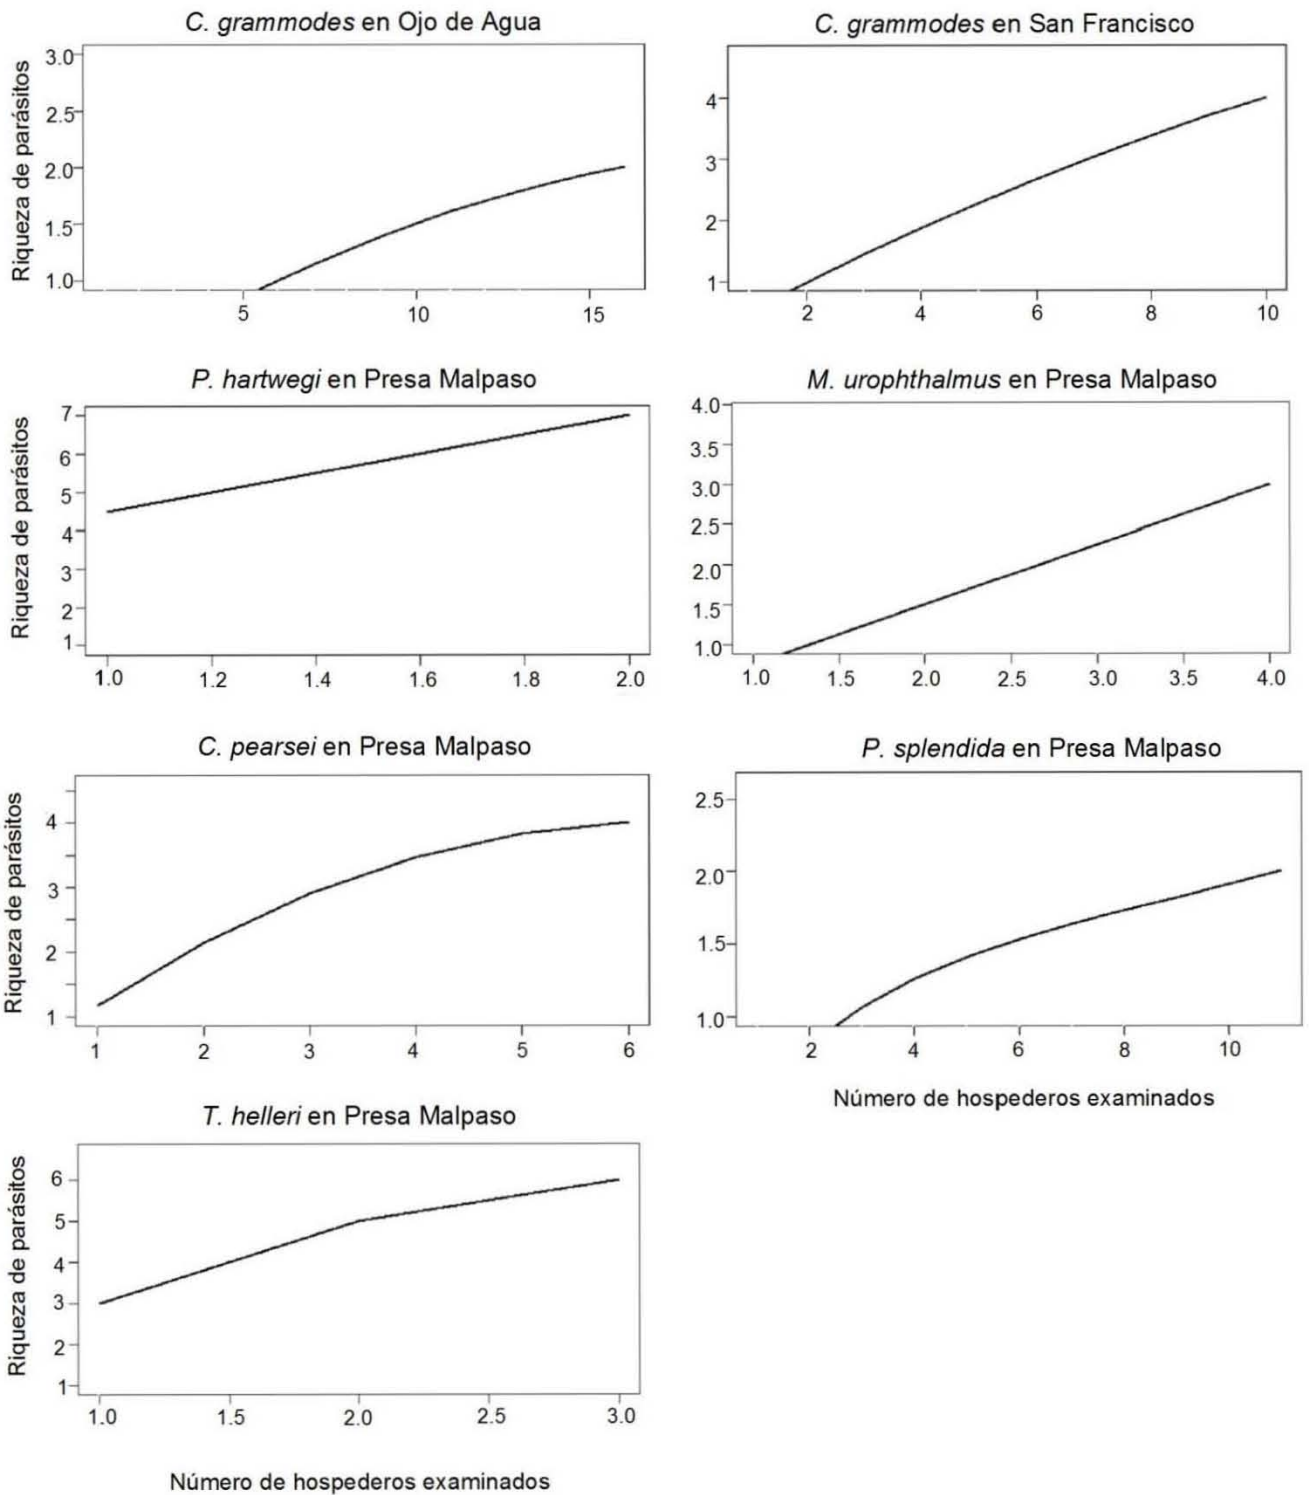 C. grammodes en Ojo de Agua
Riqueza de parásitos
3.0
2.5
2.0
1.5
1.0
5 10 15
C. grammodes en San Francisco
4
3
2
1
2 4 6 8 10
P. hartwegi en Presa Malpaso
Riqueza de parásitos
7
6
5
4
3
2
1
1.0 1.2 1.4 1.6 1.8 2.0
M. urophthalmus en Presa Malpaso
4.0
3.5
3.0
2.5
2.0
1.5
1.0
1.0 1.5 2.0 2.5 3.0 3.5 4.0
C. pearsei en Presa Malpaso
Riqueza de parásitos
4
3
2
1
1 2 3 4 5 6
P. splendida en Presa Malpaso
2.5
2.0
1.5
1.0
2 4 6 8 10
Número de hospederos examinados
T. helleri en Presa Malpaso
Riqueza de parásitos
6
5
4
3
2
1
1.0 1.5 2.0 2.5 3.0
Número de hospederos examinados